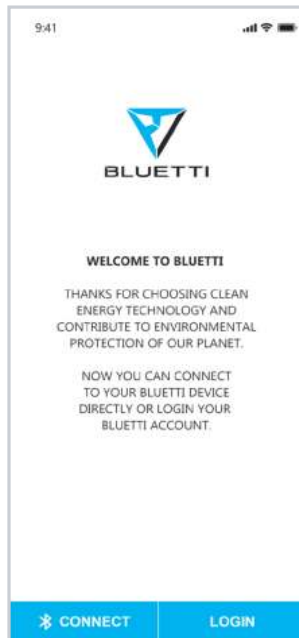 9:41
BLUETTI
WELCOME TO BLUETTI
THANKS FOR CHOOSING CLEAN
ENERGY TECHNOLOGY AND
CONTRIBUTE TO ENVIRONMENTAL
PROTECTION OF OUR PLANET.
NOW YOU CAN CONNECT
TO YOUR BLUETTI DEVICE
DIRECTLY OR LOGIN YOUR
BLUETTI ACCOUNT.
CONNECT LOGIN